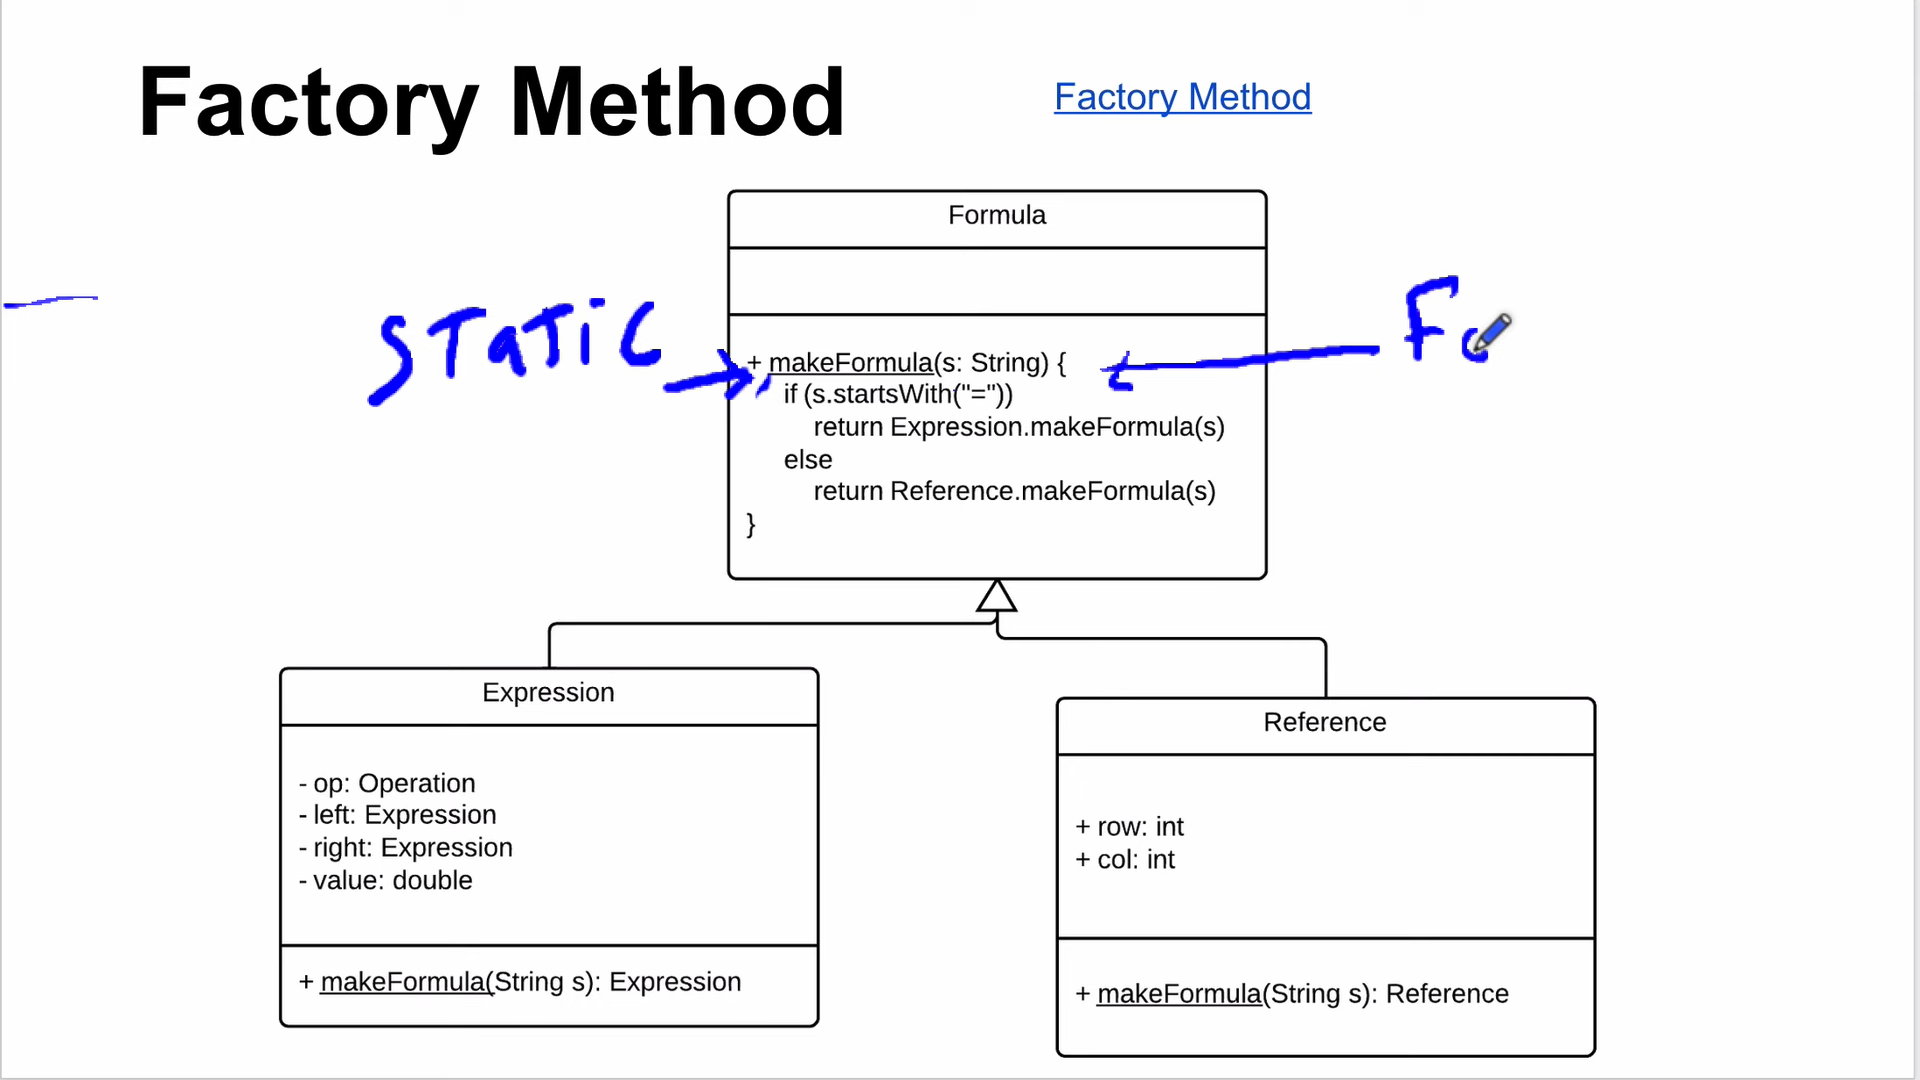 Factory Method
Factory Method
Formula
STaTiC
Fo
+ makeFormula(s: String) {
if (s.startsWith("="))
return Expression.makeFormula(s)
else
return Reference.makeFormula(s)
}
Expression
- op: Operation
- left: Expression
- right: Expression
- value: double
+ makeFormula(String s): Expression
Reference
+ row: int
+ col: int
+ makeFormula(String s): Reference